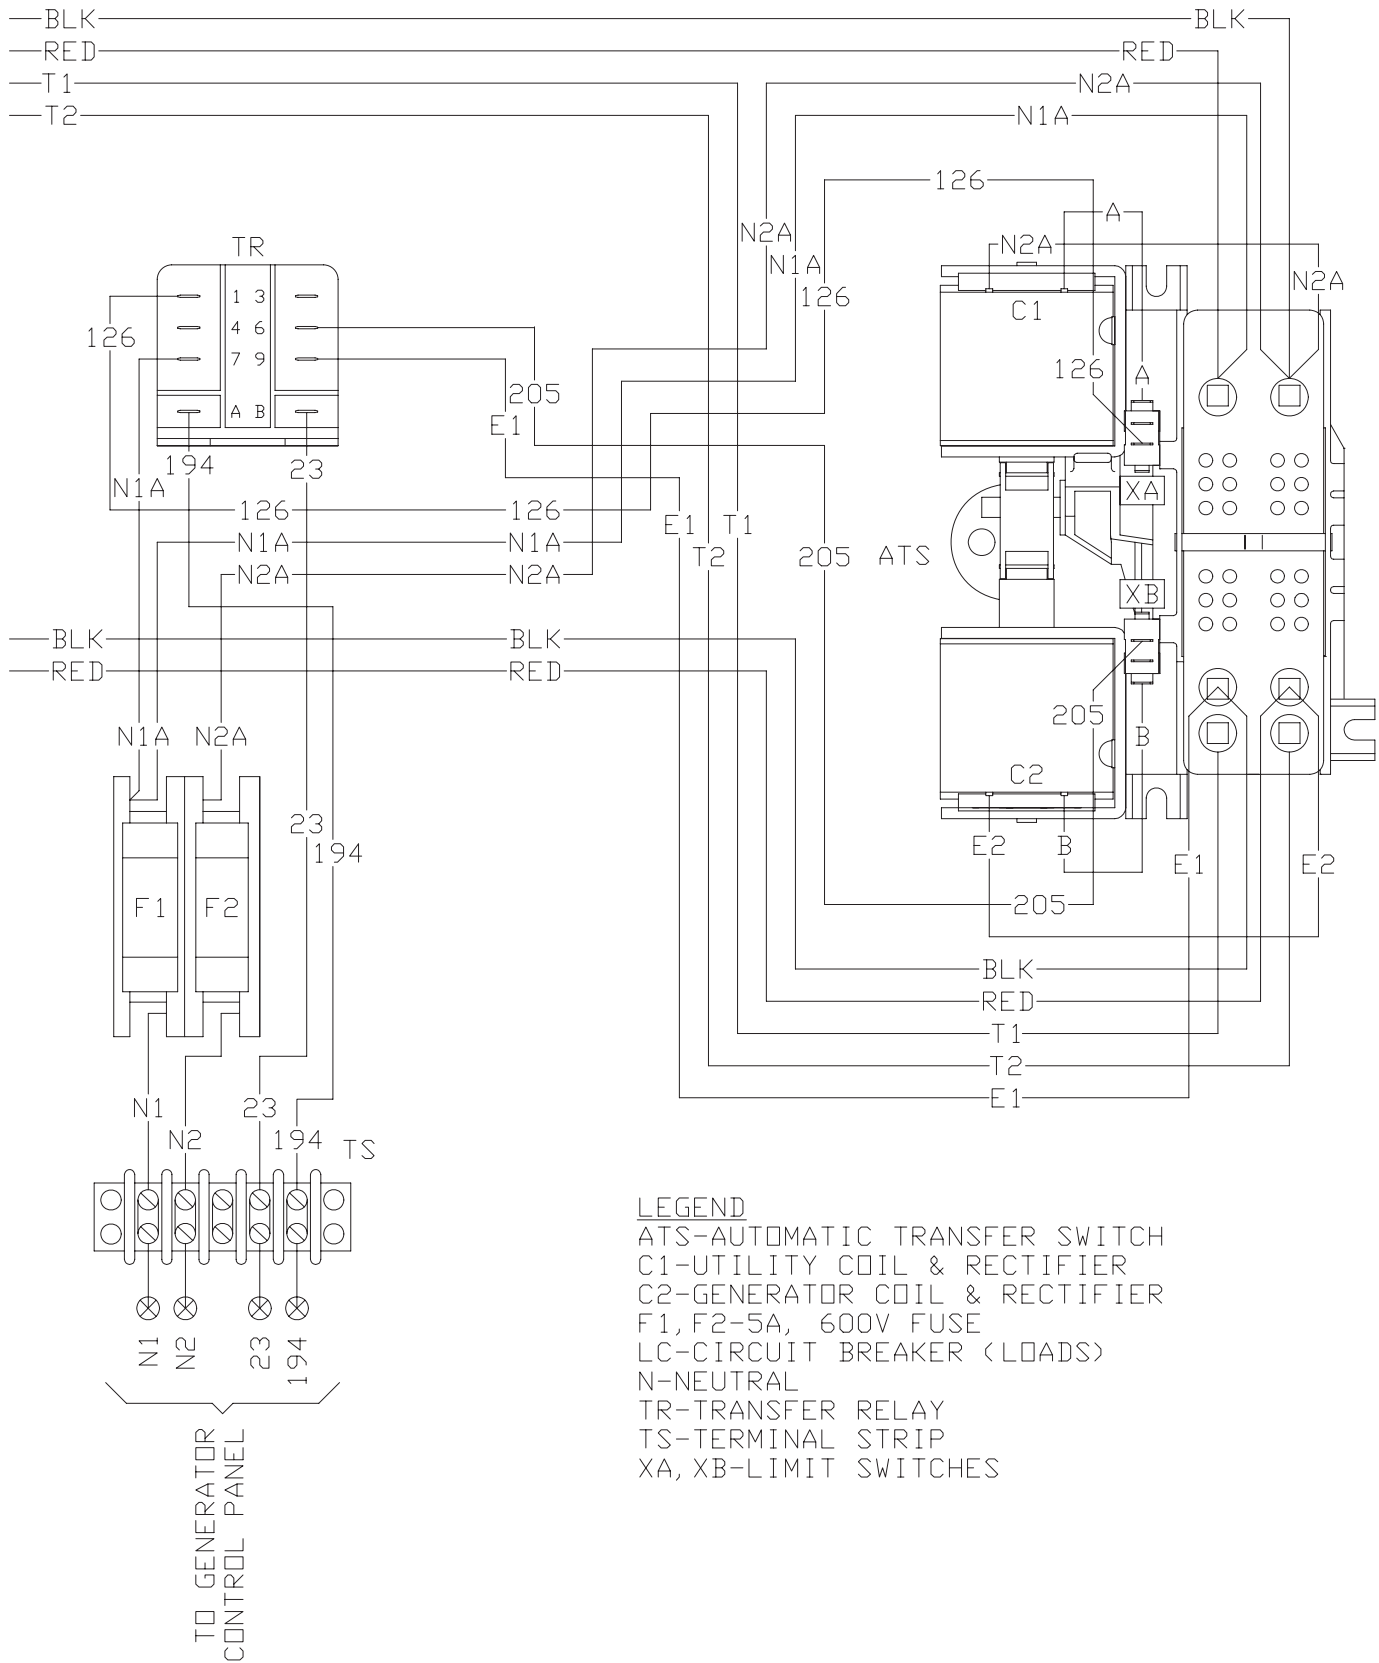 BLK BLK
RED RED
T1 N2A
T2 N1A
126
A
N2A N2A
TR N1A N2A
1 3 126 C1
126 4 6
7 9 126 A
205
A B E1
194 23
N1A XA
126 126 E1 T1
N1A N1A T2 205 ATS
N2A N2A
XB
BLK BLK
RED RED
205
N1A N2A B
C2
23
194 E2 B E1 E2
F1 F2 205
BLK
RED
T1
T2
N1 23 E1
N2 194 TS
LEGEND
ATS-AUTOMATIC TRANSFER SWITCH
C1-UTILITY COIL & RECTIFIER
C2-GENERATOR COIL & RECTIFIER
F1,F2-5A, 600V FUSE
LC-CIRCUIT BREAKER (LOADS)
N-NEUTRAL
TR-TRANSFER RELAY
TS-TERMINAL STRIP
XA,XB-LIMIT SWITCHES
N1 N2 23 194
TO GENERATOR
CONTROL PANEL